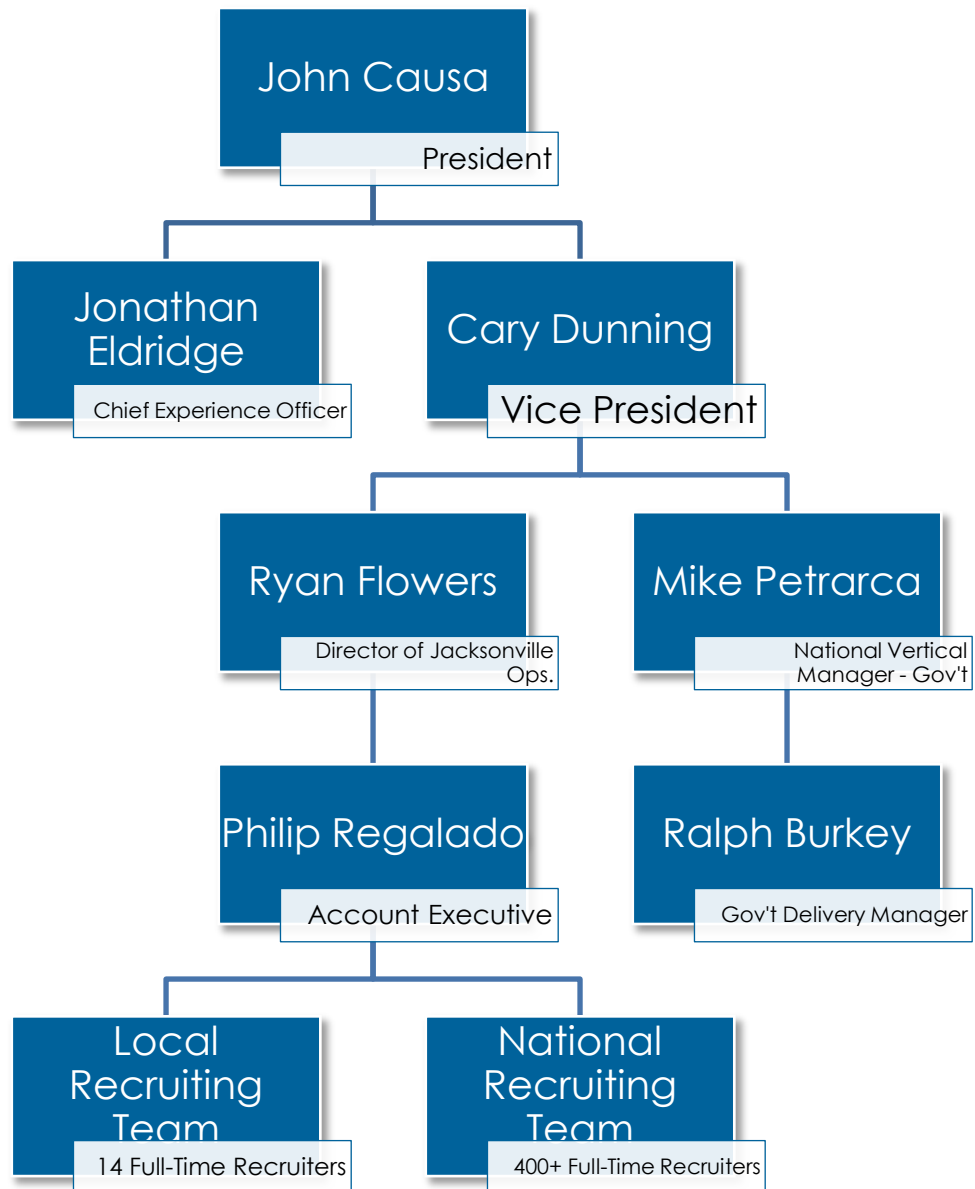 John Causa
President
Jonathan
Eldridge
Chief Experience Officer
Cary Dunning
Vice President
Ryan Flowers
Director of Jacksonville
Ops.
Mike Petrarca
National Vertical
Manager - Gov't
Philip Regalado
Account Executive
Ralph Burkey
Gov't Delivery Manager
Local
Recruiting
Team
14 Full-Time Recruiters
National
Recruiting
Team
400+ Full-Time Recruiters